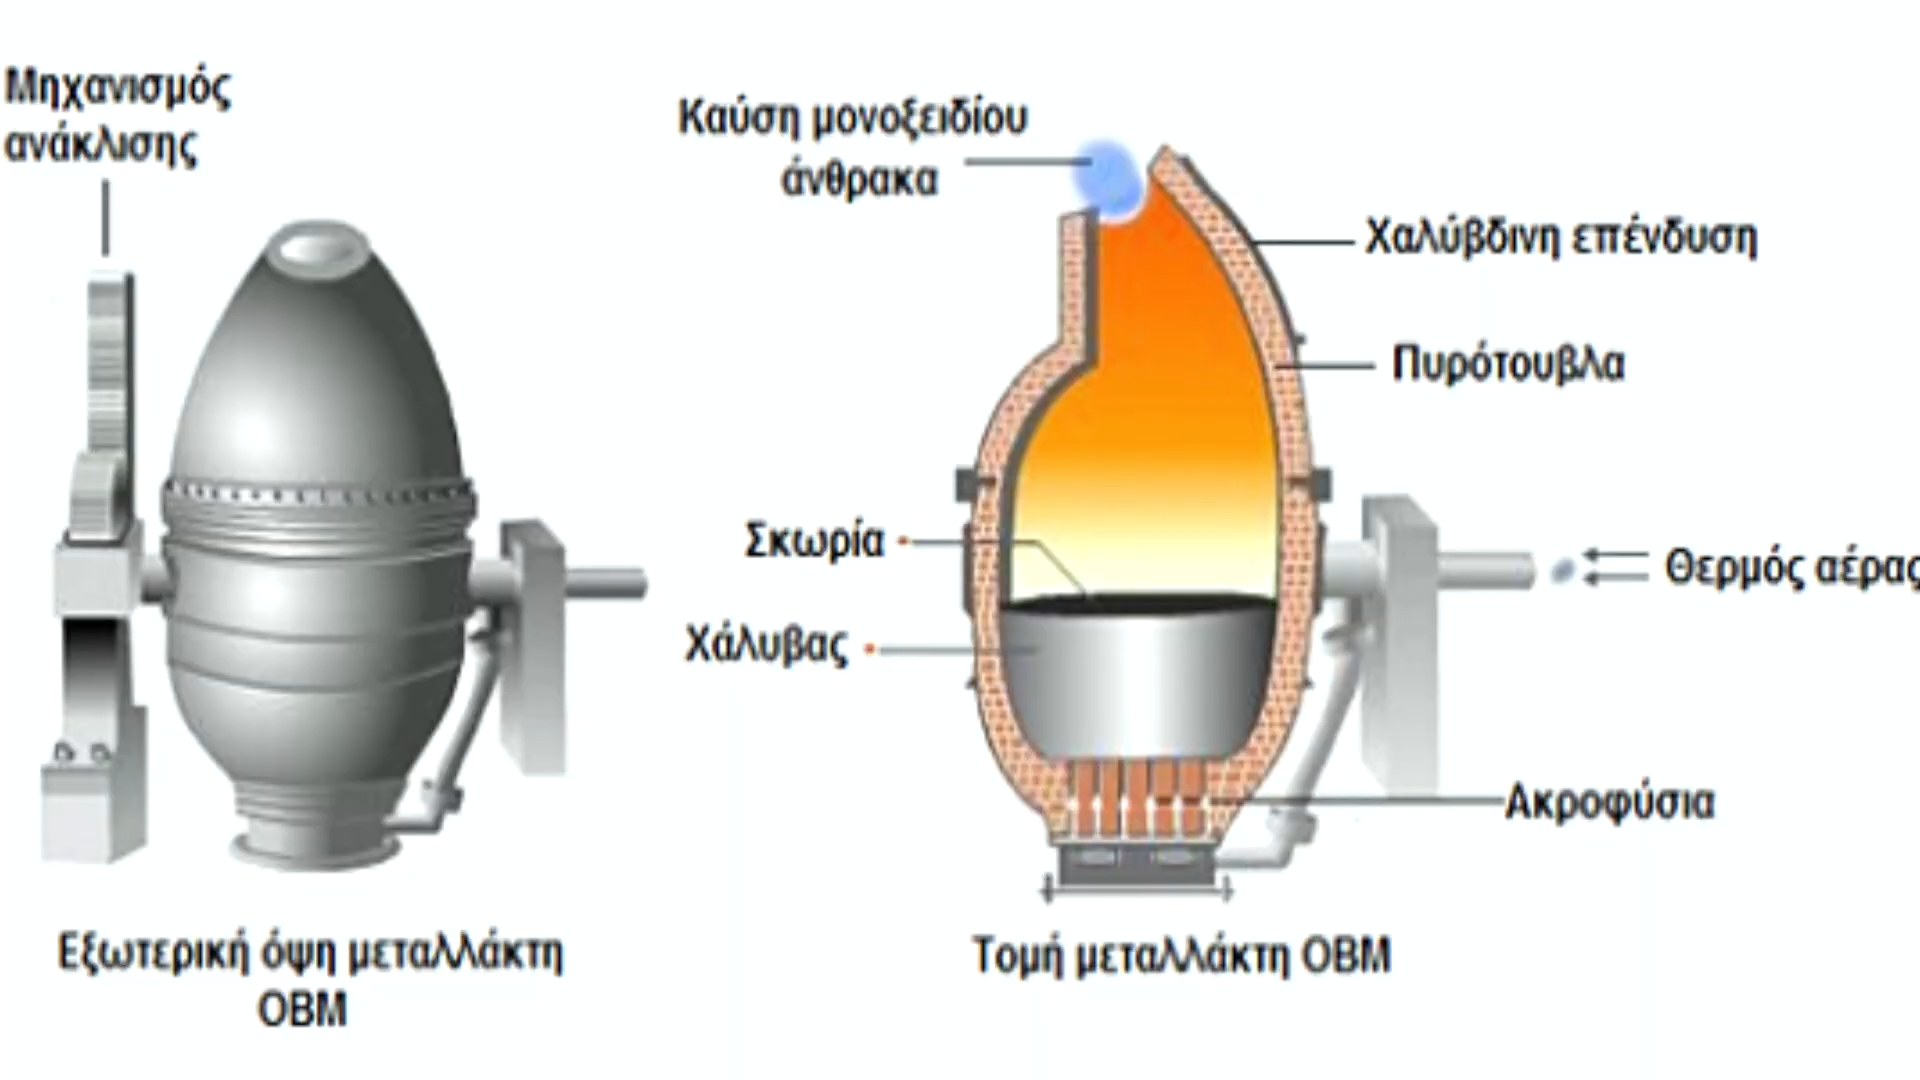 Μηχανισμός
ανάκλισης
Εξωτερική όψη μεταλλάκτη
OBM
Καύση μονοξειδίου
άνθρακα
Χαλύβδινη επένδυση
Πυρότουβλα
Σκωρία
Θερμός αέρας
Χάλυβας
Ακροφύσια
Τομή μεταλλάκτη OBM